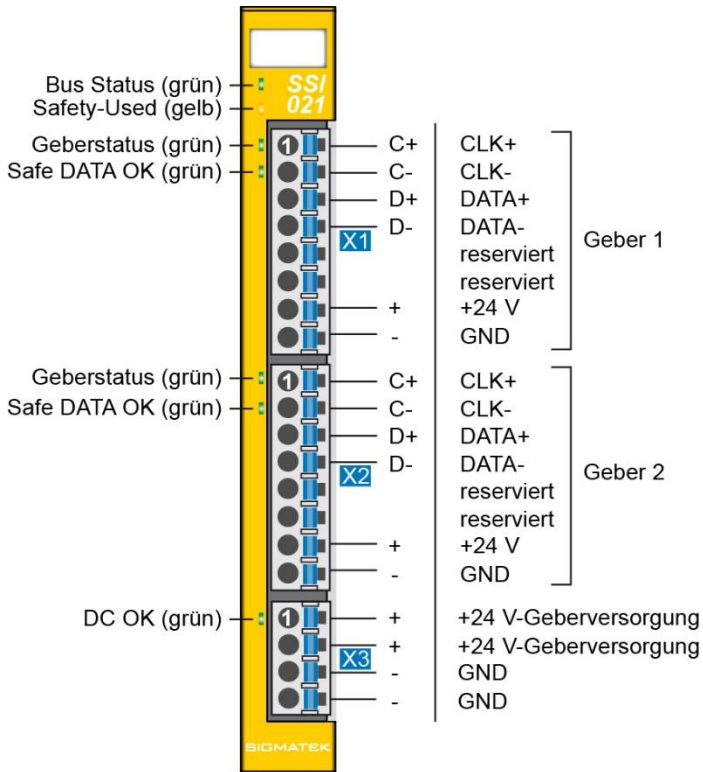 SSI
021
Bus Status (grün)
Safety-Used (gelb)
Geberstatus (grün)
Safe DATA OK (grün)
1 C+ CLK+
C- CLK-
D+ DATA+
D- DATA-
X1
reserviert
reserviert
+ +24 V
- GND
Geber 1
Geberstatus (grün)
Safe DATA OK (grün)
1 C+ CLK+
C- CLK-
D+ DATA+
D- DATA-
X2
reserviert
reserviert
+ +24 V
- GND
Geber 2
DC OK (grün)
1 + +24 V-Geberversorgung
+ +24 V-Geberversorgung
X3
- GND
- GND
SIGMATEK